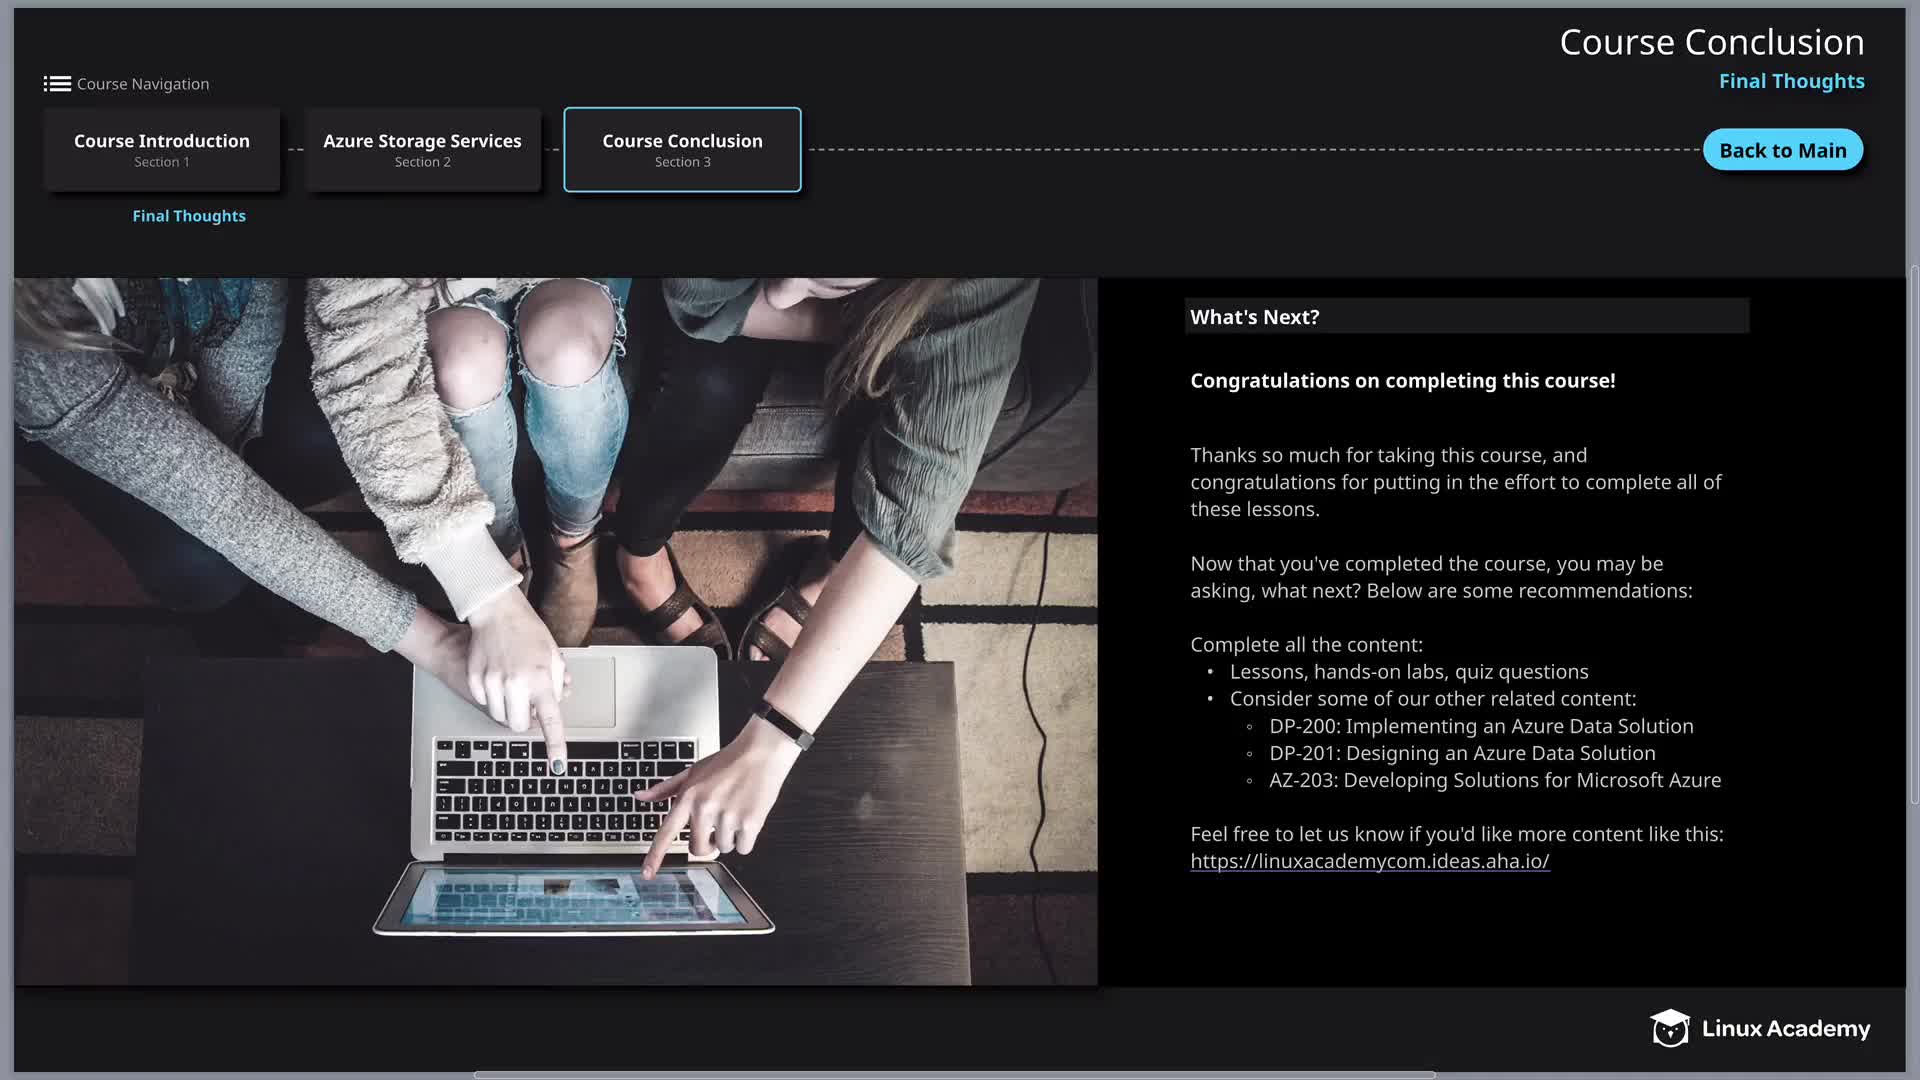 Course Conclusion
Final Thoughts
Course Navigation
Course Introduction
Section 1
Azure Storage Services
Section 2
Course Conclusion
Section 3
Back to Main
Final Thoughts
What's Next?
Congratulations on completing this course!
Thanks so much for taking this course, and
congratulations for putting in the effort to complete all of
these lessons.
Now that you've completed the course, you may be
asking, what next? Below are some recommendations:
Complete all the content:
• Lessons, hands-on labs, quiz questions
• Consider some of our other related content:
◦ DP-200: Implementing an Azure Data Solution
◦ DP-201: Designing an Azure Data Solution
◦ AZ-203: Developing Solutions for Microsoft Azure
Feel free to let us know if you'd like more content like this:
https://linuxacademycom.ideas.aha.io/
Linux Academy